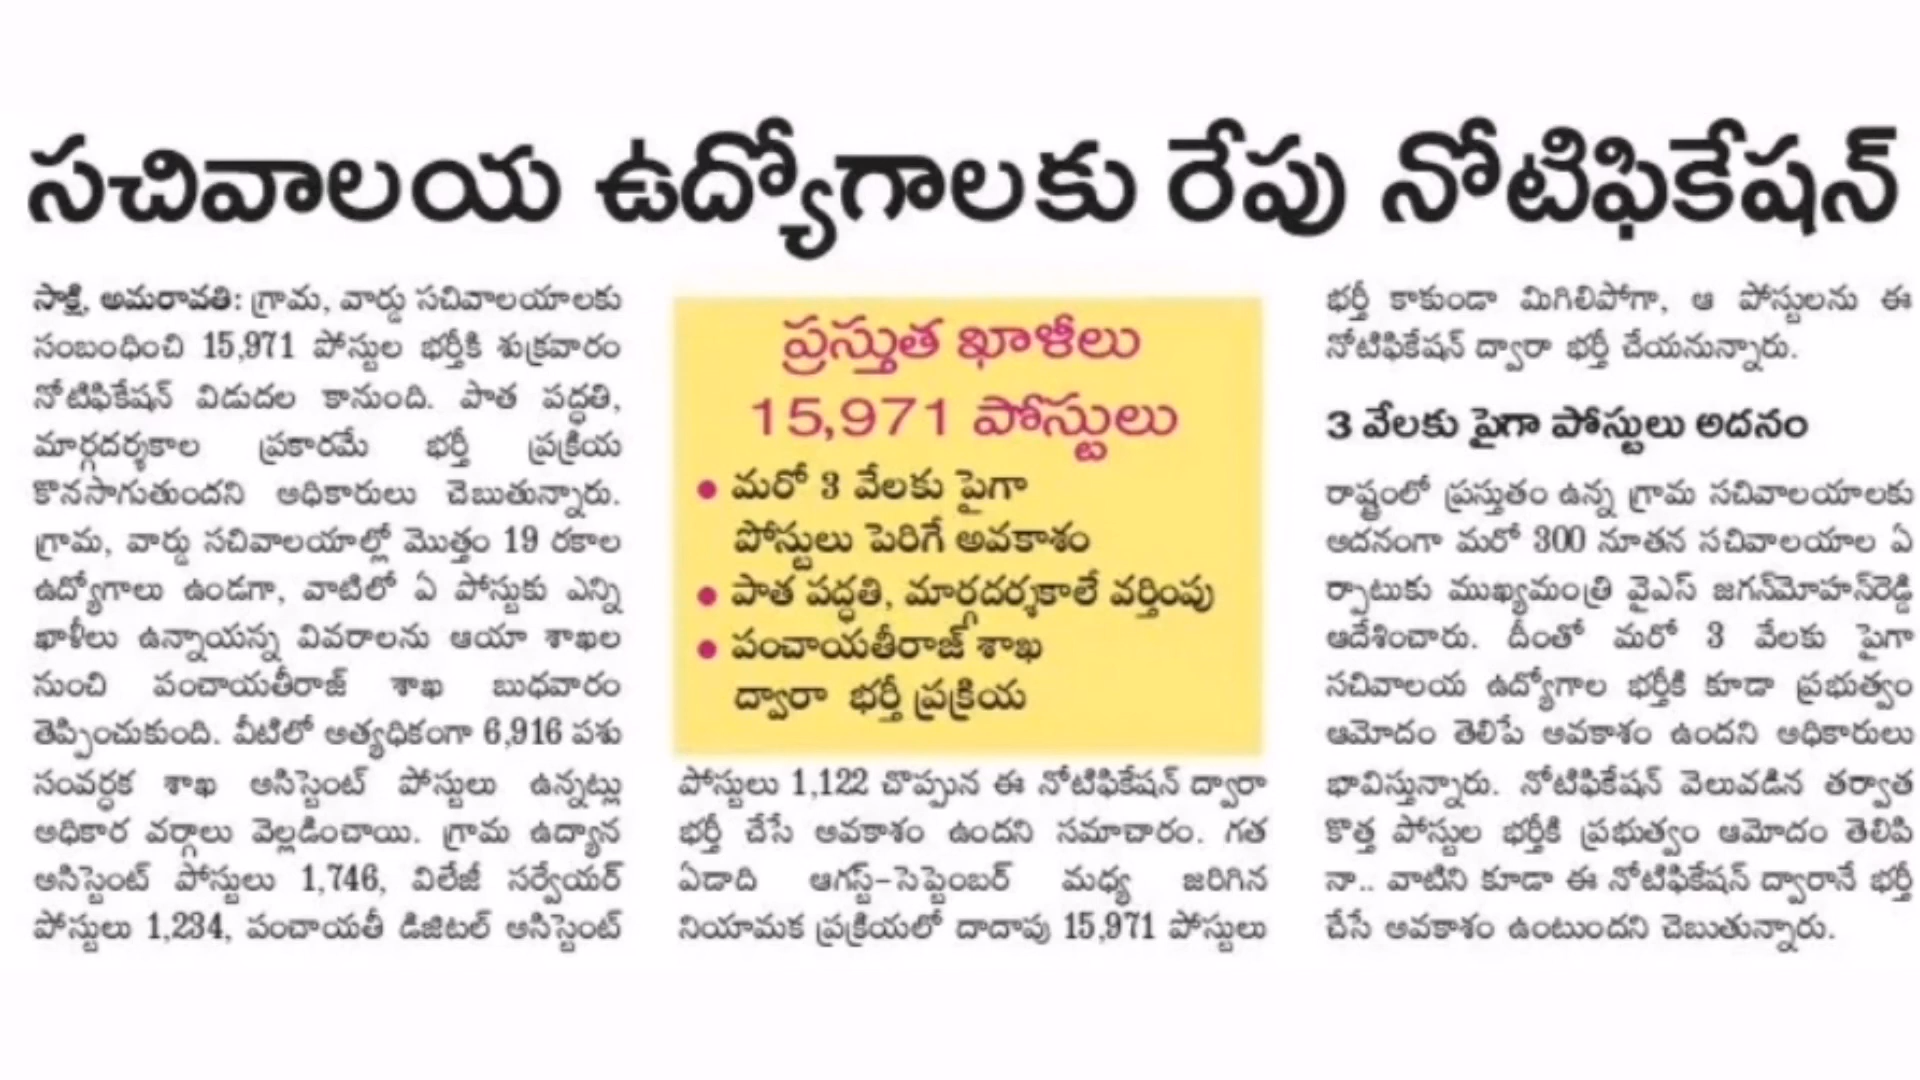 సచివాలయ ఉద్యోగాలకు రేపు నోటిఫికేషన్
సాక్షి, అమరావతి: గ్రామ, వార్డు సచివాలయాలకు
సంబంధించి 15,971 పోస్టుల భర్తీకి శుక్రవారం
నోటిఫికేషన్ విడుదల కానుంది. పాత పద్ధతి,
మార్గదర్శకాల ప్రకారమే భర్తీ ప్రక్రియ
కొనసాగుతుందని అధికారులు చెబుతున్నారు.
గ్రామ, వార్డు సచివాలయాల్లో మొత్తం 19 రకాల
ఉద్యోగాలు ఉండగా, వాటిలో ఏ పోస్టుకు ఎన్ని
ఖాళీలు ఉన్నాయన్న వివరాలను ఆయా శాఖల
నుంచి పంచాయతీరాజ్ శాఖ బుధవారం
తెప్పించుకుంది. వీటిలో అత్యధికంగా 6,916 పశు
సంవర్ధక శాఖ అసిస్టెంట్ పోస్టులు ఉన్నట్లు
అధికార వర్గాలు వెల్లడించాయి. గ్రామ ఉద్యాన
అసిస్టెంట్ పోస్టులు 1,746, విలేజీ సర్వేయర్
పోస్టులు 1,234, పంచాయతీ డిజిటల్ అసిస్టెంట్
ప్రస్తుత ఖాళీలు
15,971 పోస్టులు
● మరో 3 వేలకు పైగా
పోస్టులు పెరిగే అవకాశం
● పాత పద్ధతి, మార్గదర్శకాలే వర్తింపు
● పంచాయతీరాజ్ శాఖ
ద్వారా భర్తీ ప్రక్రియ
పోస్టులు 1,122 చొప్పున ఈ నోటిఫికేషన్ ద్వారా
భర్తీ చేసే అవకాశం ఉందని సమాచారం. గత
ఏడాది ఆగస్ట్–సెప్టెంబర్ మధ్య జరిగిన
నియామక ప్రక్రియలో దాదాపు 15,971 పోస్టులు
భర్తీ కాకుండా మిగిలిపోగా, ఆ పోస్టులను ఈ
నోటిఫికేషన్ ద్వారా భర్తీ చేయనున్నారు.
3 వేలకు పైగా పోస్టులు అదనం
రాష్ట్రంలో ప్రస్తుతం ఉన్న గ్రామ సచివాలయాలకు
అదనంగా మరో 300 నూతన సచివాలయాల ఏ
ర్పాటుకు ముఖ్యమంత్రి వైఎస్ జగన్‌మోహన్‌రెడ్డి
ఆదేశించారు. దీంతో మరో 3 వేలకు పైగా
సచివాలయ ఉద్యోగాల భర్తీకి కూడా ప్రభుత్వం
ఆమోదం తెలిపే అవకాశం ఉందని అధికారులు
భావిస్తున్నారు. నోటిఫికేషన్ వెలువడిన తర్వాత
కొత్త పోస్టుల భర్తీకి ప్రభుత్వం ఆమోదం తెలిపి
నా.. వాటిని కూడా ఈ నోటిఫికేషన్ ద్వారానే భర్తీ
చేసే అవకాశం ఉంటుందని చెబుతున్నారు.